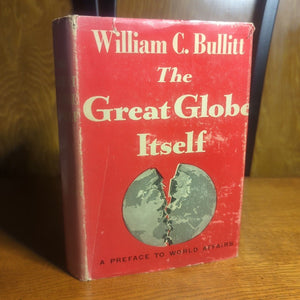 William C. Bullitt
The
Great Globe
Itself
A PREFACE TO WORLD AFFAIRS